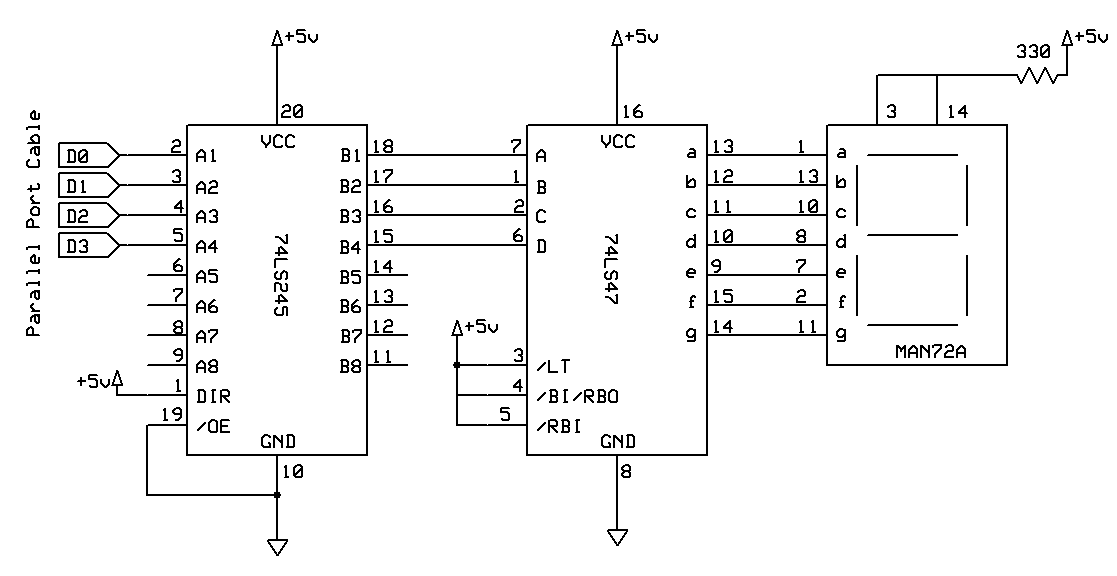 Parallel Port Cable
D0
D1
D2
D3
+5v
20
VCC
2 A1 B1 18
3 A2 B2 17
4 A3 B3 16
5 A4 B4 15
6 A5 B5 14
7 A6 B6 13
8 A7 B7 12
9 A8 B8 11
+5v
1 DIR
19 /OE
74LS245
GND
10
+5v
16
VCC
7 A a 13
1 B b 12
2 C c 11
6 D d 10
e 9
f 15
g 14
74LS47
+5v
3 /LT
4 /BI/RBO
5 /RBI
GND
8
330
+5v
3 14
1 a
13 b
10 c
8 d
7 e
2 f
11 g
MAN72A